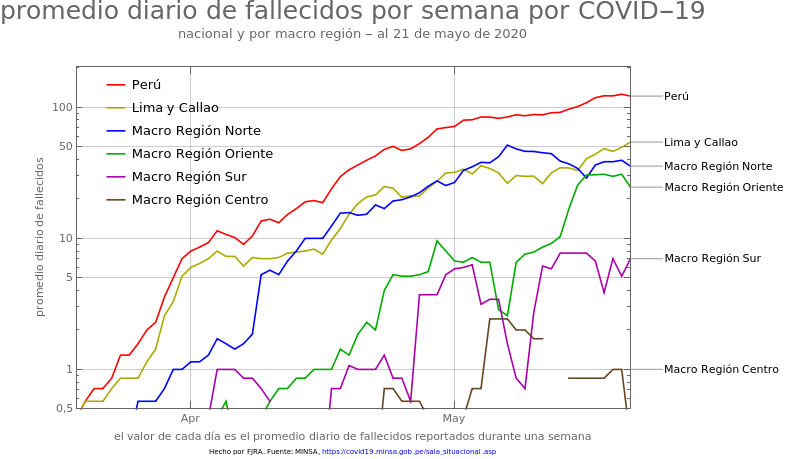 promedio diario de fallecidos por semana por COVID‒19
nacional y por macro región ‒ al 21 de mayo de 2020
Perú
Lima y Callao
Macro Región Norte
Macro Región Oriente
Macro Región Sur
Macro Región Centro
promedio diario de fallecidos
100
50
10
5
1
0,5
Apr
May
Perú
Lima y Callao
Macro Región Norte
Macro Región Oriente
Macro Región Sur
Macro Región Centro
el valor de cada día es el promedio diario de fallecidos reportados durante una semana
Hecho por FJRA. Fuente: MINSA, https://covid19.minsa.gob.pe/sala_situacional .asp